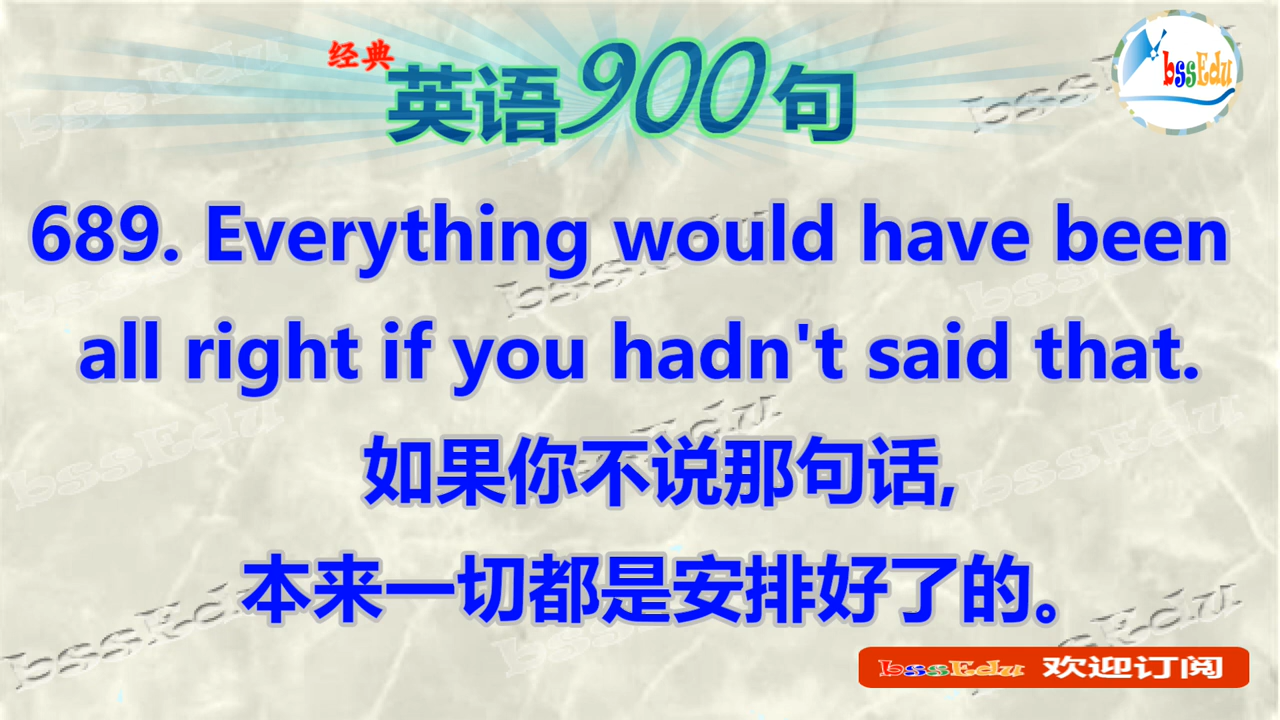 经典
英语900句
bssEdu
689. Everything would have been
all right if you hadn't said that.
如果你不说那句话,
本来一切都是安排好了的。
bssEdu 欢迎订阅